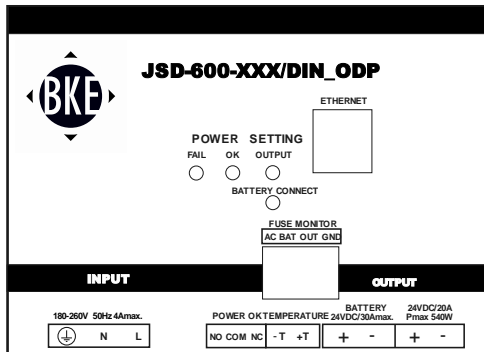 BKE
JSD-600-XXX/DIN_ODP
ETHERNET
POWER SETTING
FAIL OK OUTPUT
BATTERY CONNECT
FUSE MONITOR
AC BAT OUT GND
INPUT
OUTPUT
180-260V 50Hz 4Amax.
N L
POWER OK
NO COM NC
TEMPERATURE
-T +T
BATTERY
24VDC/30Amax.
+ -
24VDC/20A
Pmax 540W
+ -